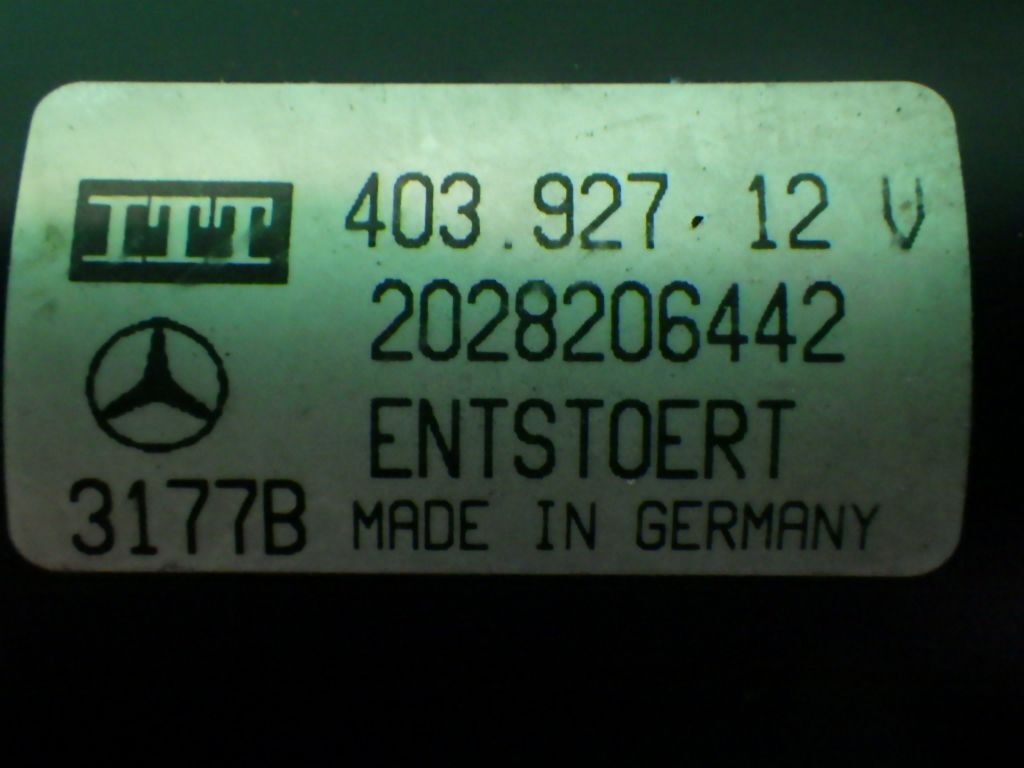 ITT 403.927. 12 V
2028206442
ENTSTOERT
3177B MADE IN GERMANY